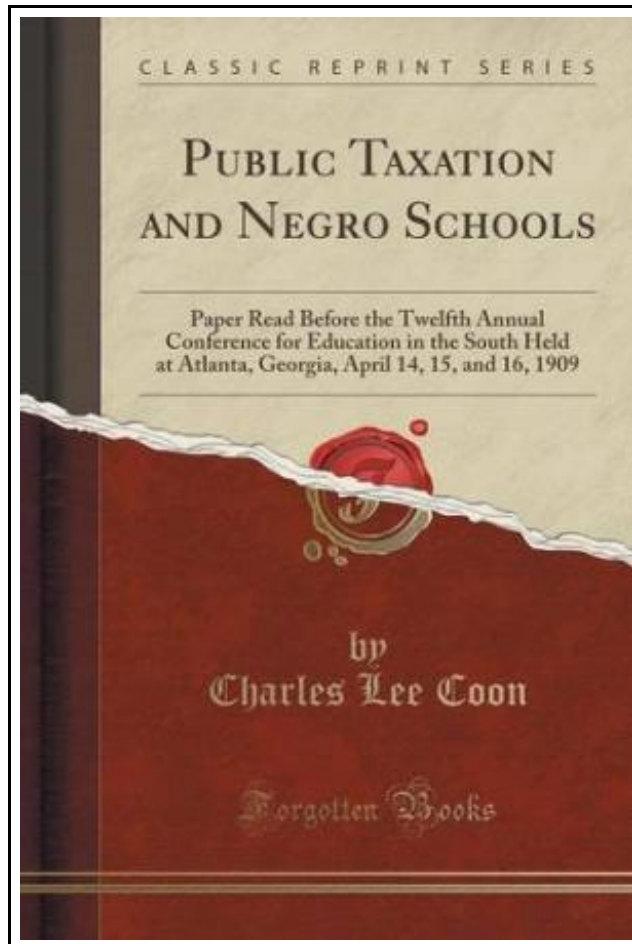 CLASSIC REPRINT SERIES
PUBLIC TAXATION
AND NEGRO SCHOOLS
Paper Read Before the Twelfth Annual
Conference for Education in the South Held
at Atlanta, Georgia, April 14, 15, and 16, 1909
by
Charles Lee Coon
Forgotten Books